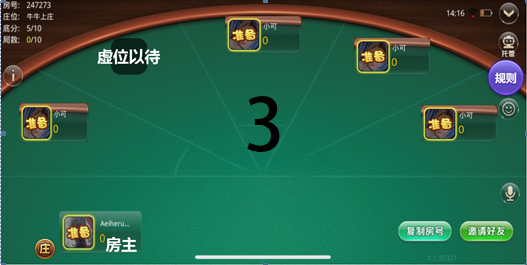 房号: 247273
庄位: 牛牛上庄
底分: 5/10
局数: 0/10
14:16
托管
规则
虚位以待
小可
准备
0
小可
准备
0
小可
准备
0
小可
准备
0
3
Aeiheru...
准备
0
房主
庄
复制房号
邀请好友
1.1.30321